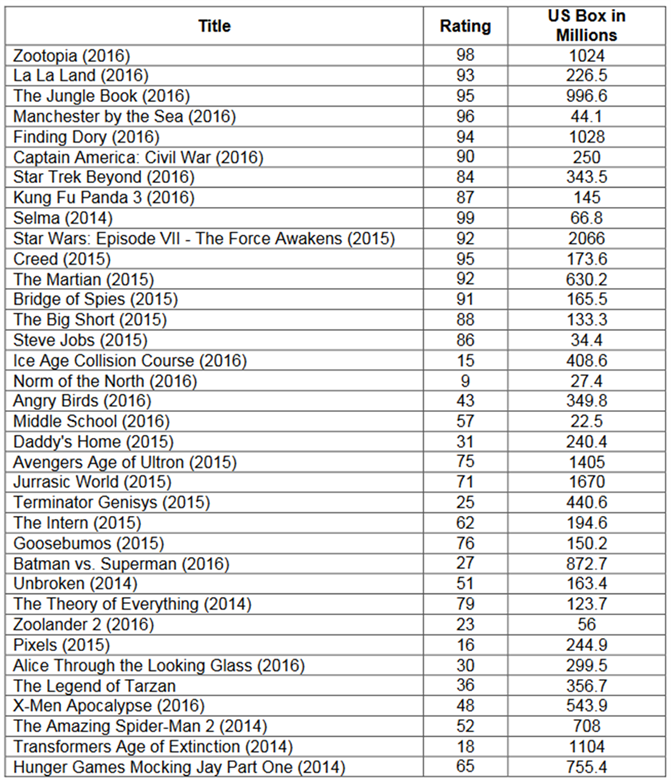 Title Rating US Box in Millions
Zootopia (2016) 98 1024
La La Land (2016) 93 226.5
The Jungle Book (2016) 95 996.6
Manchester by the Sea (2016) 96 44.1
Finding Dory (2016) 94 1028
Captain America: Civil War (2016) 90 250
Star Trek Beyond (2016) 84 343.5
Kung Fu Panda 3 (2016) 87 145
Selma (2014) 99 66.8
Star Wars: Episode VII - The Force Awakens (2015) 92 2066
Creed (2015) 95 173.6
The Martian (2015) 92 630.2
Bridge of Spies (2015) 91 165.5
The Big Short (2015) 88 133.3
Steve Jobs (2015) 86 34.4
Ice Age Collision Course (2016) 15 408.6
Norm of the North (2016) 9 27.4
Angry Birds (2016) 43 349.8
Middle School (2016) 57 22.5
Daddy's Home (2015) 31 240.4
Avengers Age of Ultron (2015) 75 1405
Jurrasic World (2015) 71 1670
Terminator Genisys (2015) 25 440.6
The Intern (2015) 62 194.6
Goosebumos (2015) 76 150.2
Batman vs. Superman (2016) 27 872.7
Unbroken (2014) 51 163.4
The Theory of Everything (2014) 79 123.7
Zoolander 2 (2016) 23 56
Pixels (2015) 16 244.9
Alice Through the Looking Glass (2016) 30 299.5
The Legend of Tarzan 36 356.7
X-Men Apocalypse (2016) 48 543.9
The Amazing Spider-Man 2 (2014) 52 708
Transformers Age of Extinction (2014) 18 1104
Hunger Games Mocking Jay Part One (2014) 65 755.4